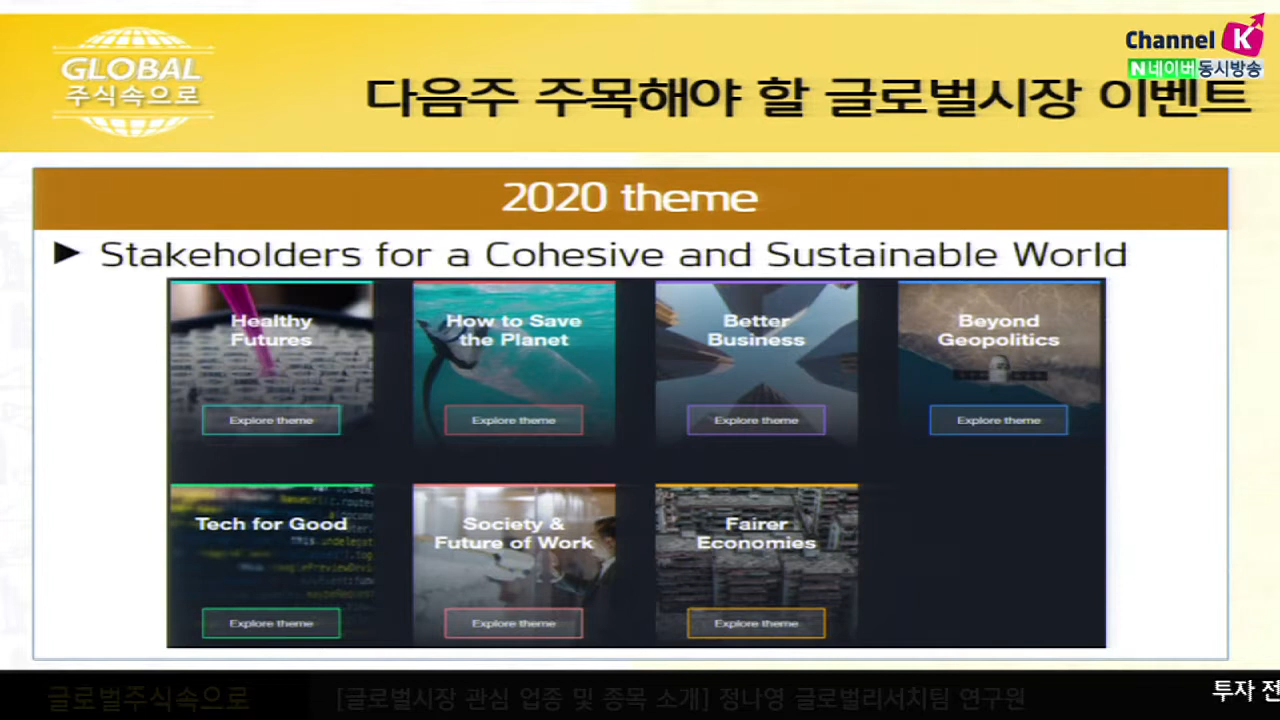 Channel K
N 네이버 동시방송
GLOBAL
주식속으로
다음주 주목해야 할 글로벌시장 이벤트
2020 theme
► Stakeholders for a Cohesive and Sustainable World
Healthy
Futures
Explore theme
How to Save
the Planet
Explore theme
Better
Business
Explore theme
Beyond
Geopolitics
Explore theme
Tech for Good
Explore theme
Society &
Future of Work
Explore theme
Fairer
Economies
Explore theme
글로벌주식속으로
[글로벌시장 관심 업종 및 종목 소개] 정나영 글로벌리서치팀 연구원
투자 전